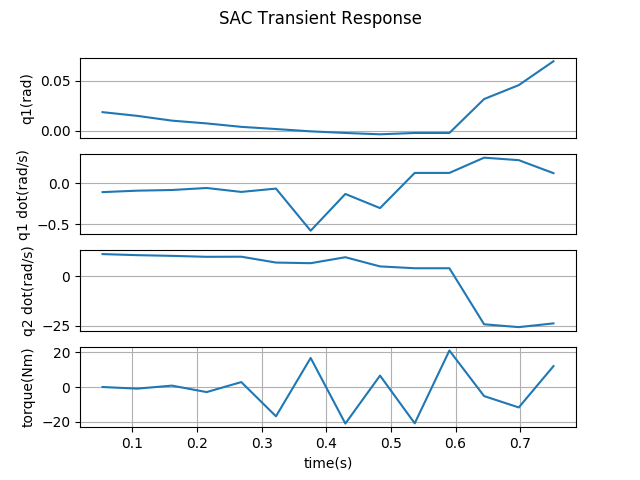 SAC Transient Response
q1(rad)
0.05
0.00
q1 dot(rad/s)
0.0
−0.5
q2 dot(rad/s)
0
−25
torque(Nm)
20
0
−20
0.1 0.2 0.3 0.4 0.5 0.6 0.7
time(s)